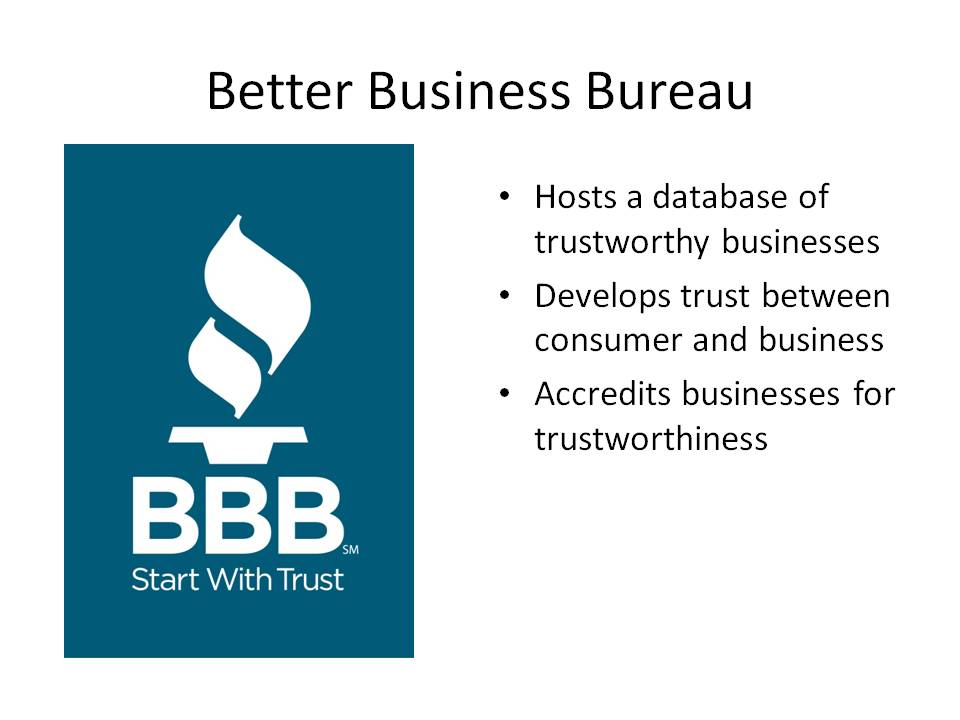 Better Business Bureau
BBB
SM
Start With Trust
• Hosts a database of
trustworthy businesses
• Develops trust between
consumer and business
• Accredits businesses for
trustworthiness